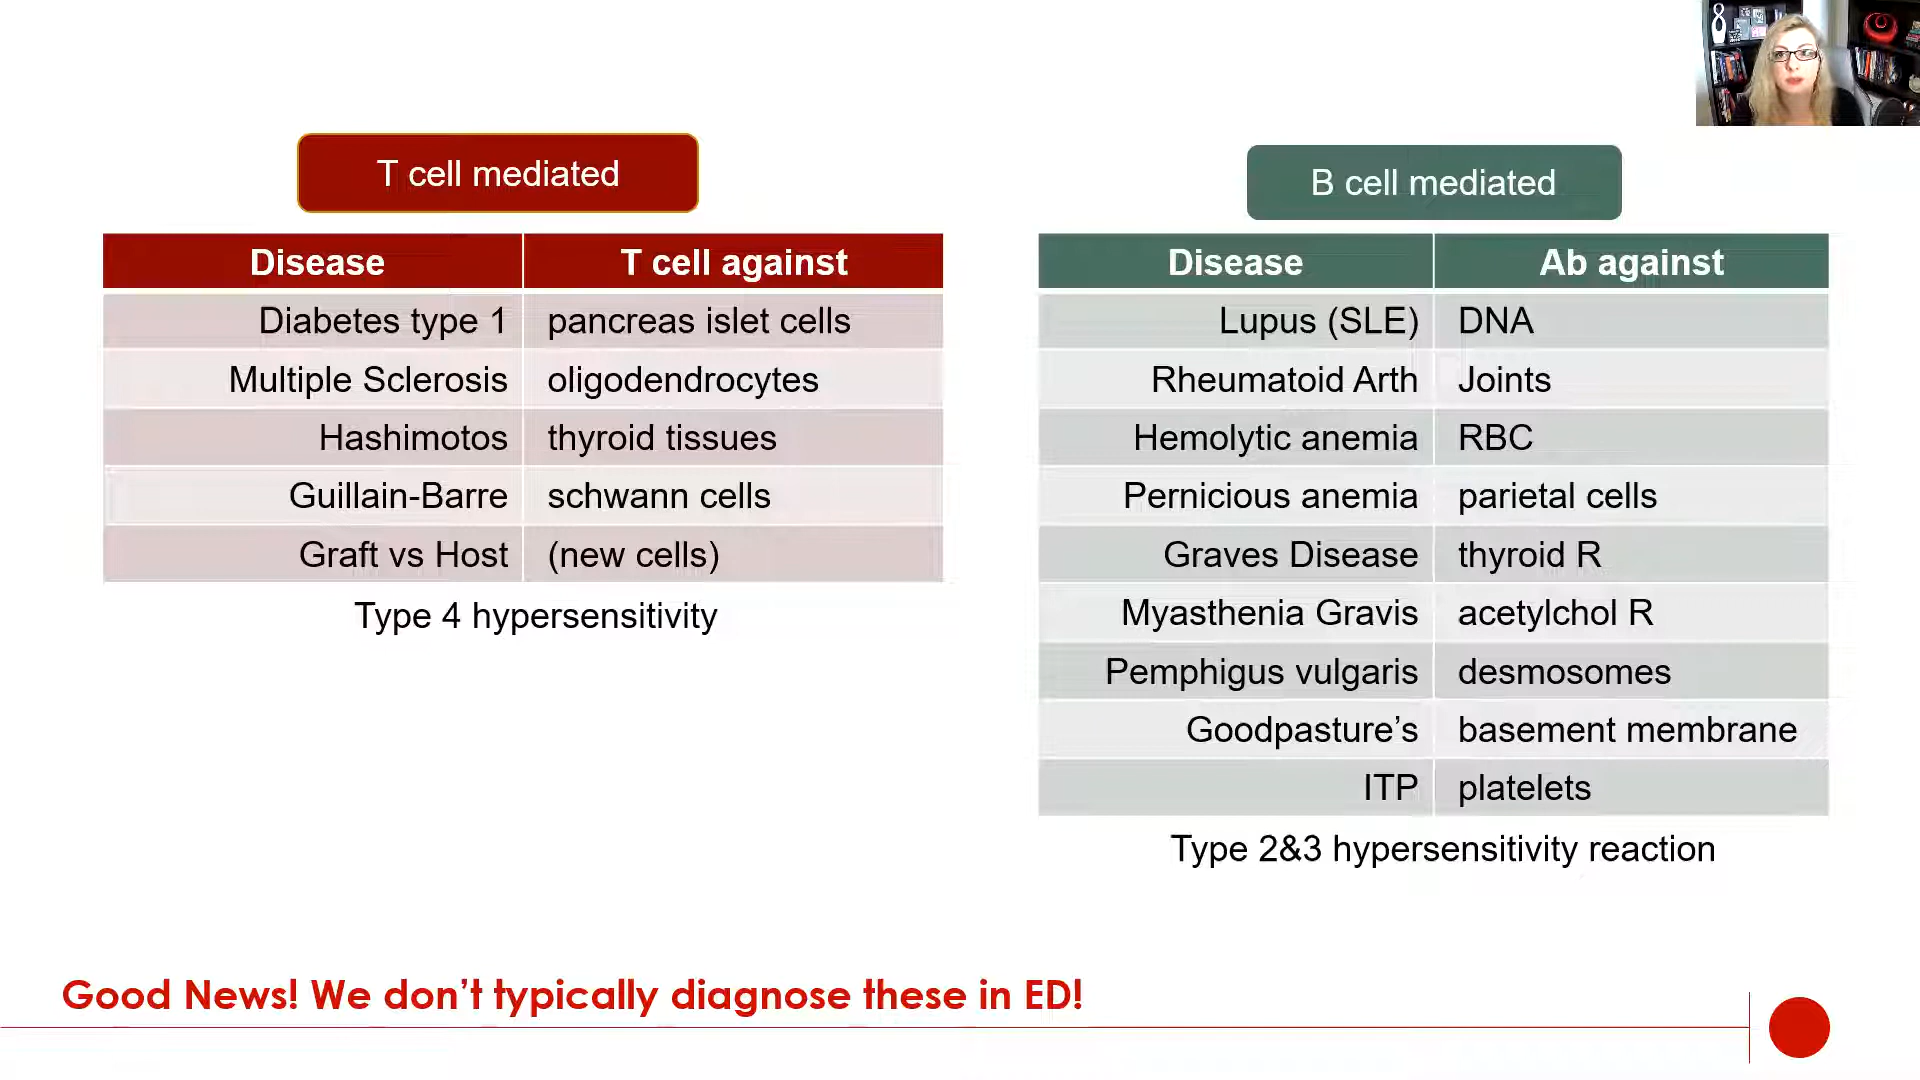 T cell mediated
Disease T cell against
Diabetes type 1 pancreas islet cells
Multiple Sclerosis oligodendrocytes
Hashimotos thyroid tissues
Guillain-Barre schwann cells
Graft vs Host (new cells)
Type 4 hypersensitivity
B cell mediated
Disease Ab against
Lupus (SLE) DNA
Rheumatoid Arth Joints
Hemolytic anemia RBC
Pernicious anemia parietal cells
Graves Disease thyroid R
Myasthenia Gravis acetylchol R
Pemphigus vulgaris desmosomes
Goodpasture’s basement membrane
ITP platelets
Type 2&3 hypersensitivity reaction
Good News! We don’t typically diagnose these in ED!